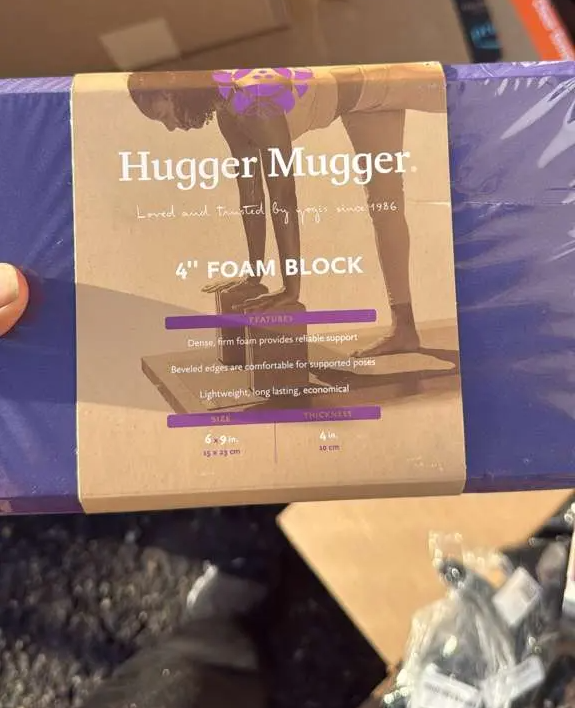 Hugger Mugger.
Loved and trusted by yogis since 1986
4" FOAM BLOCK
FEATURES
Dense, firm foam provides reliable support
Beveled edges are comfortable for supported poses
Lightweight, long lasting, economical
SIZE THICKNESS
6 x 9 in. 4 in.
15 x 23 cm 10 cm